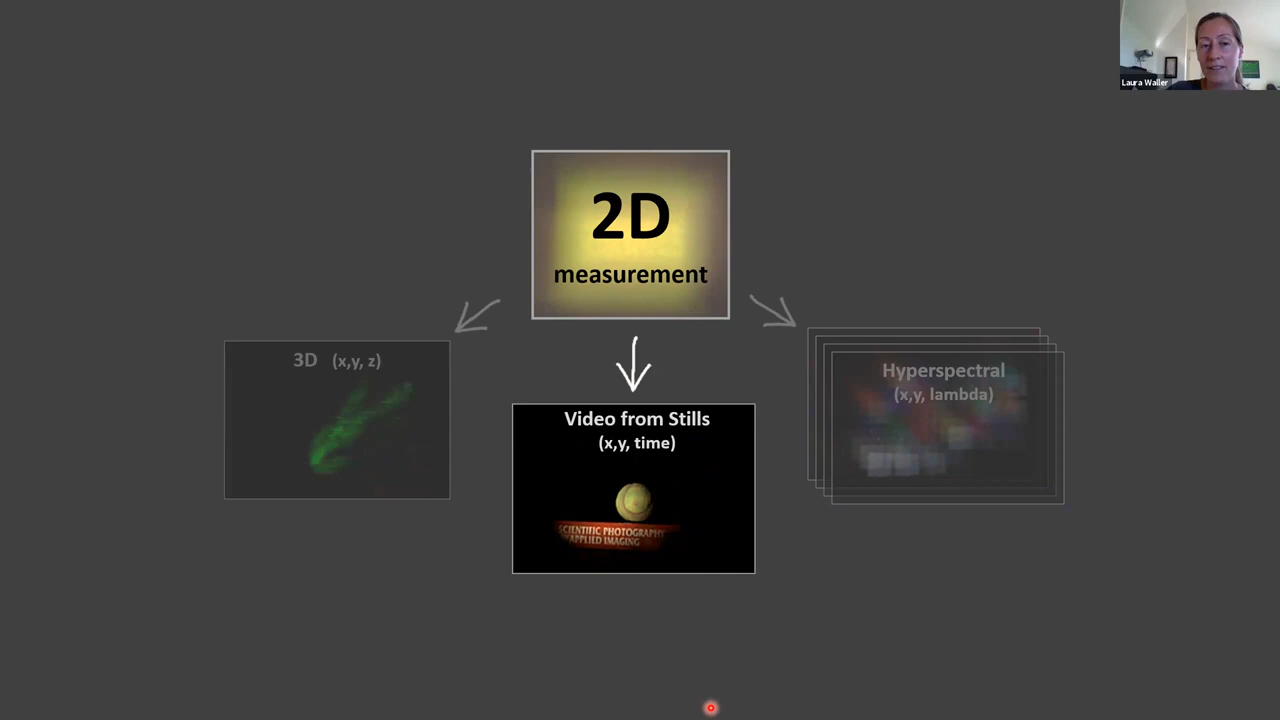 Laura Waller
2D
measurement
3D (x,y, z)
Hyperspectral
(x,y, lambda)
Video from Stills
(x,y, time)
SCIENTIFIC PHOTOGRAPHY
APPLIED IMAGING